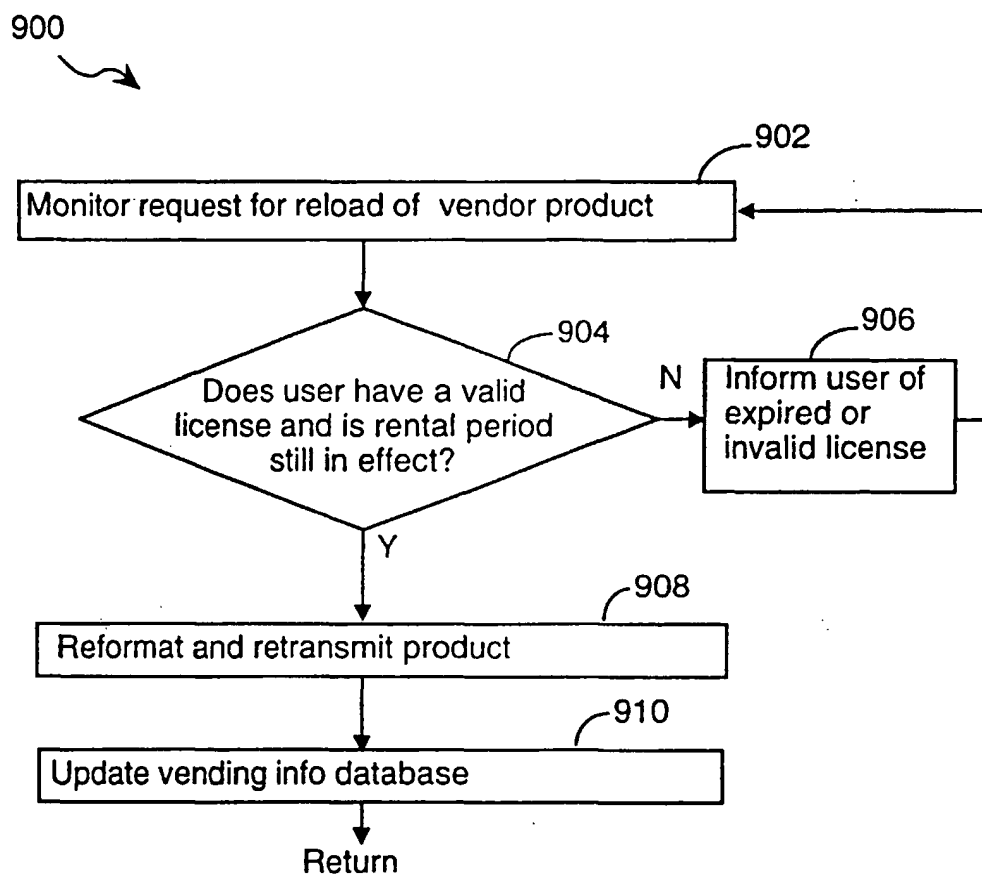 900
902
Monitor request for reload of vendor product
904
Does user have a valid
license and is rental period
still in effect?
N
906
Inform user of
expired or
invalid license
Y
908
Reformat and retransmit product
910
Update vending info database
Return